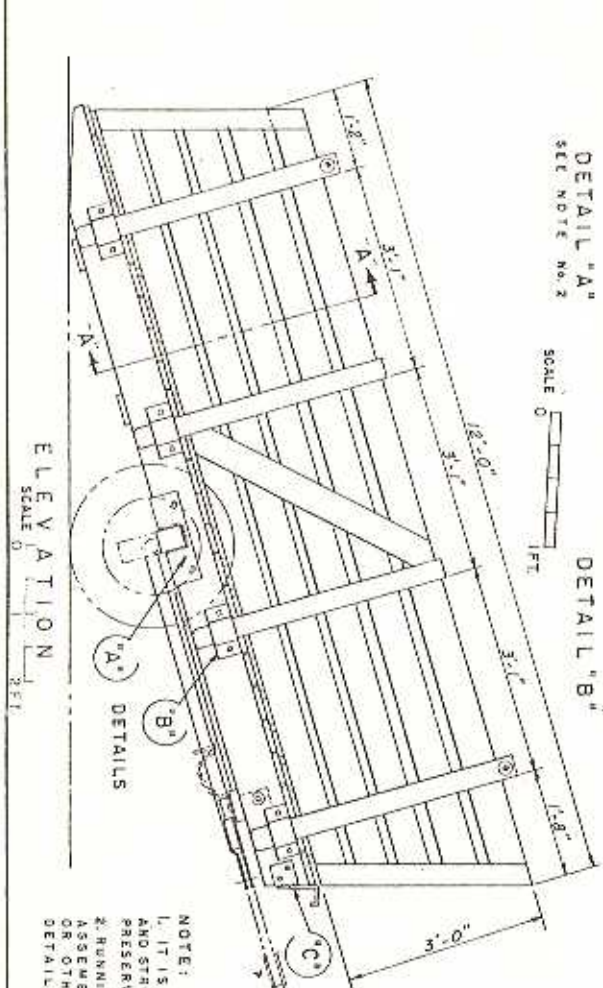 DETAIL "A"
SEE NOTE No. 2
SCALE 0 1 FT.
DETAIL "B"
12'-0"
1'-2"
3'-1"
3'-1"
3'-1"
1'-8"
3'-0"
"A"
"A"
"A"
"B"
"C"
DETAILS
ELEVATION
SCALE 0 2 FT.
NOTE:
1. IT IS
AND STR
PRESER
2. RUNNI
ASSEMB
OR OTH
DETAIL